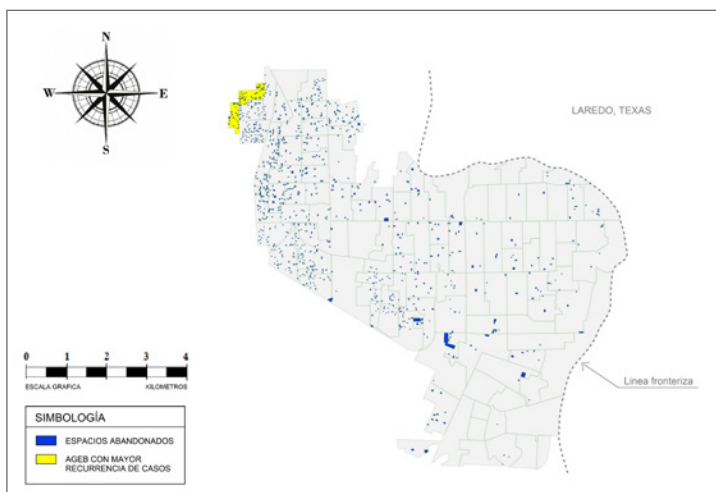 N
W E
S
LAREDO, TEXAS
Linea fronteriza
0 1 2 3 4
ESCALA GRAFICA KILOMETROS
SIMBOLOGÍA
ESPACIOS ABANDONADOS
AGEB CON MAYOR
RECURRENCIA DE CASOS